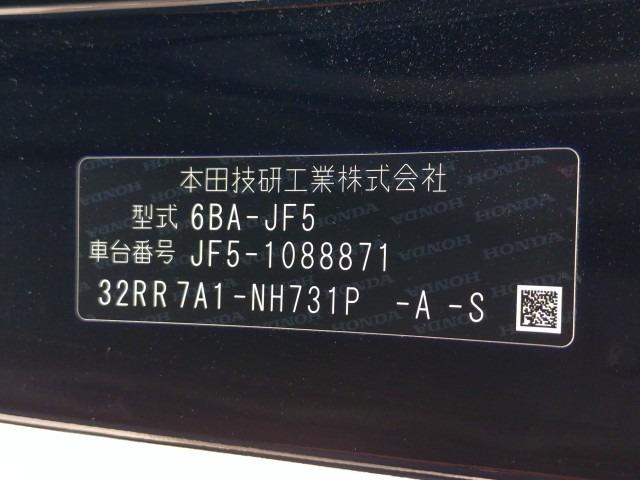 本田技研工業株式会社
型式 6BA-JF5
車台番号 JF5-1088871
32RR7A1-NH731P -A -S